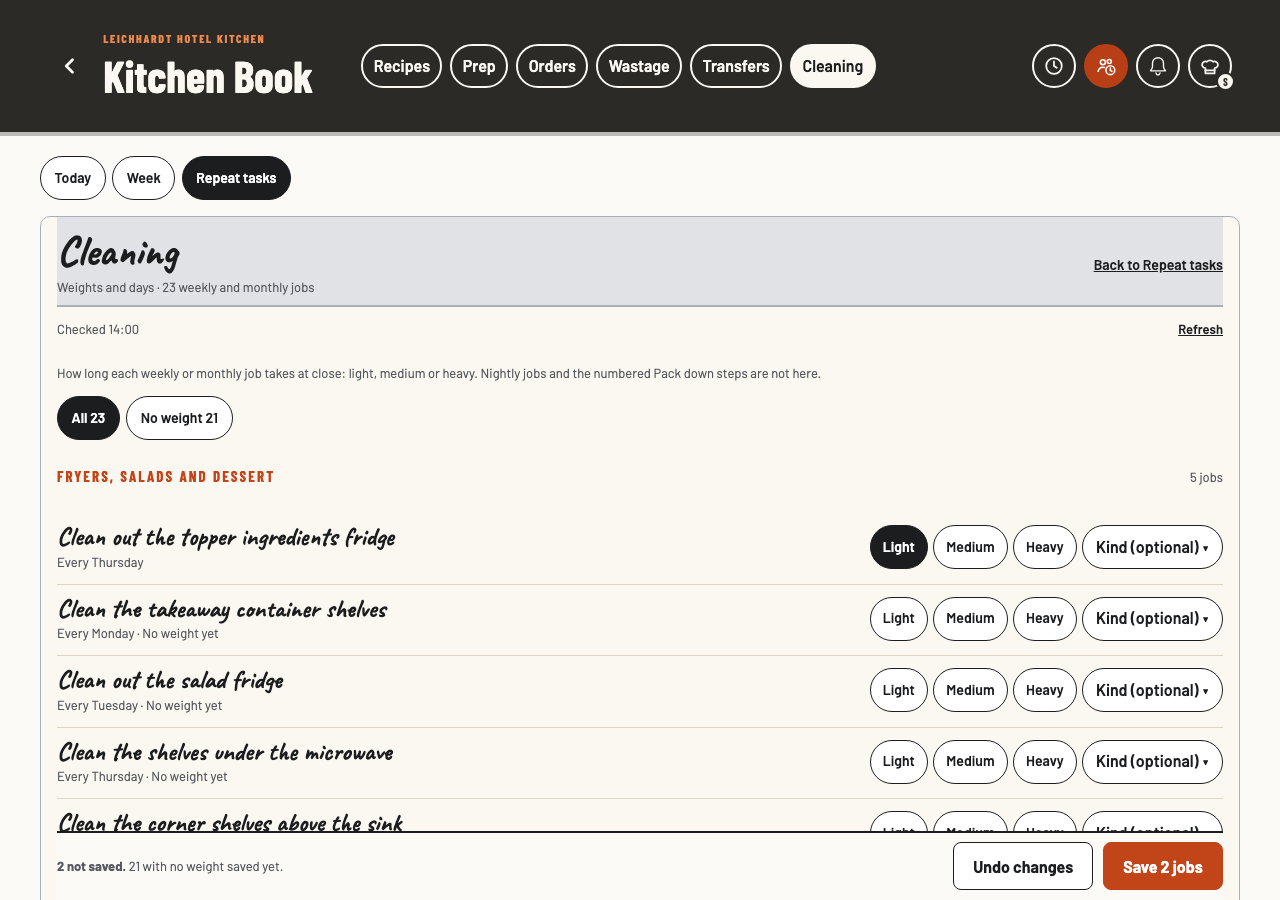 LEICHHARDT HOTEL KITCHEN
Kitchen Book
Recipes Prep Orders Wastage Transfers Cleaning
S
Today Week Repeat tasks
Cleaning
Back to Repeat tasks
Weights and days · 23 weekly and monthly jobs
Checked 14:00 Refresh
How long each weekly or monthly job takes at close: light, medium or heavy. Nightly jobs and the numbered Pack down steps are not here.
All 23 No weight 21
FRYERS, SALADS AND DESSERT 5 jobs
Clean out the topper ingredients fridge
Every Thursday
Light Medium Heavy Kind (optional) ▾
Clean the takeaway container shelves
Every Monday · No weight yet
Light Medium Heavy Kind (optional) ▾
Clean out the salad fridge
Every Tuesday · No weight yet
Light Medium Heavy Kind (optional) ▾
Clean the shelves under the microwave
Every Thursday · No weight yet
Light Medium Heavy Kind (optional) ▾
Clean the corner shelves above the sink
Light Medium Heavy Kind (optional) ▾
2 not saved. 21 with no weight saved yet.
Undo changes Save 2 jobs